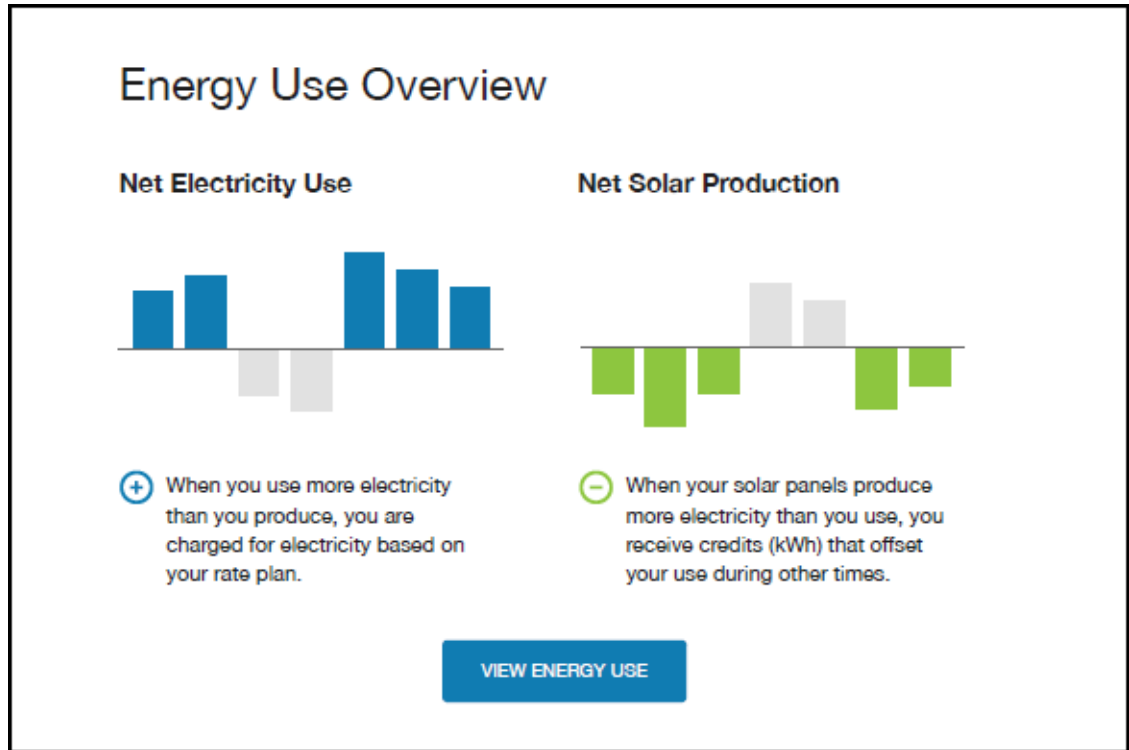 Energy Use Overview
Net Electricity Use
Net Solar Production
When you use more electricity
than you produce, you are
charged for electricity based on
your rate plan.
When your solar panels produce
more electricity than you use, you
receive credits (kWh) that offset
your use during other times.
VIEW ENERGY USE